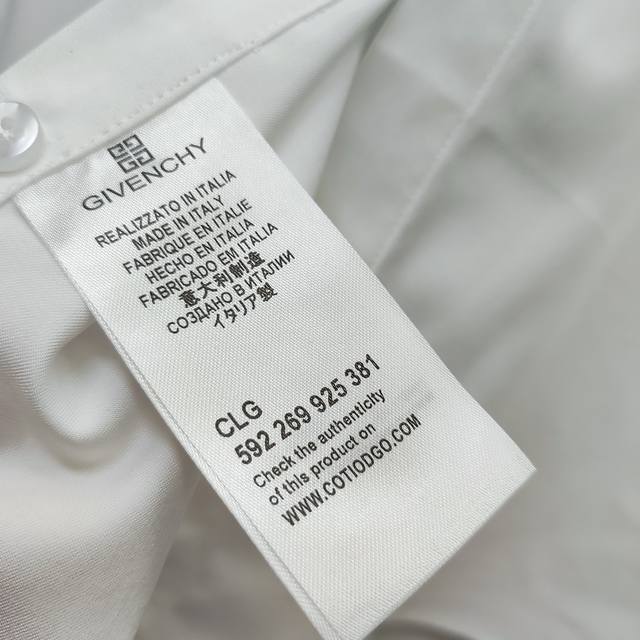 GIVENCHY
REALIZZATO IN ITALIA
MADE IN ITALY
FABRIQUE EN ITALIE
HECHO EN ITALIA
FABRICADO EM ITALIA
意大利制造
СОЗДАНО В ИТАЛИИ
イタリア製
CLG
592 269 925 381
Check the authenticity
of this product on
WWW.COTIODGO.COM